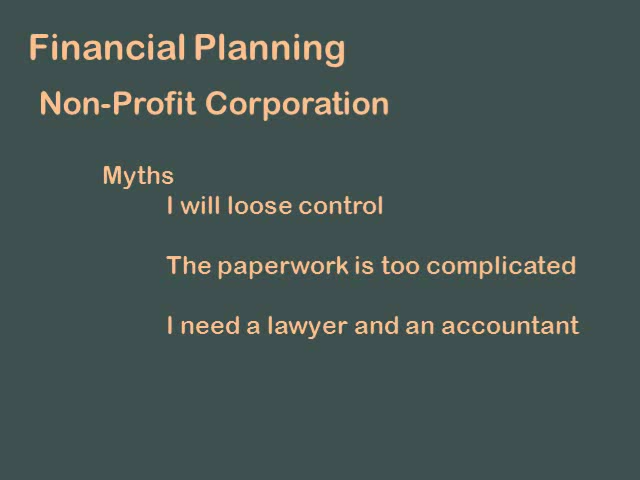 Financial Planning
Non-Profit Corporation
Myths
I will loose control
The paperwork is too complicated
I need a lawyer and an accountant